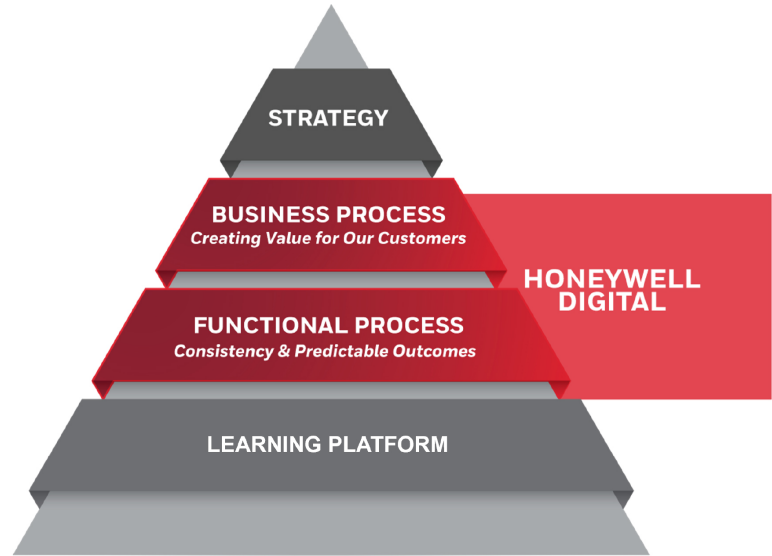 STRATEGY
BUSINESS PROCESS
Creating Value for Our Customers
HONEYWELL
DIGITAL
FUNCTIONAL PROCESS
Consistency & Predictable Outcomes
LEARNING PLATFORM